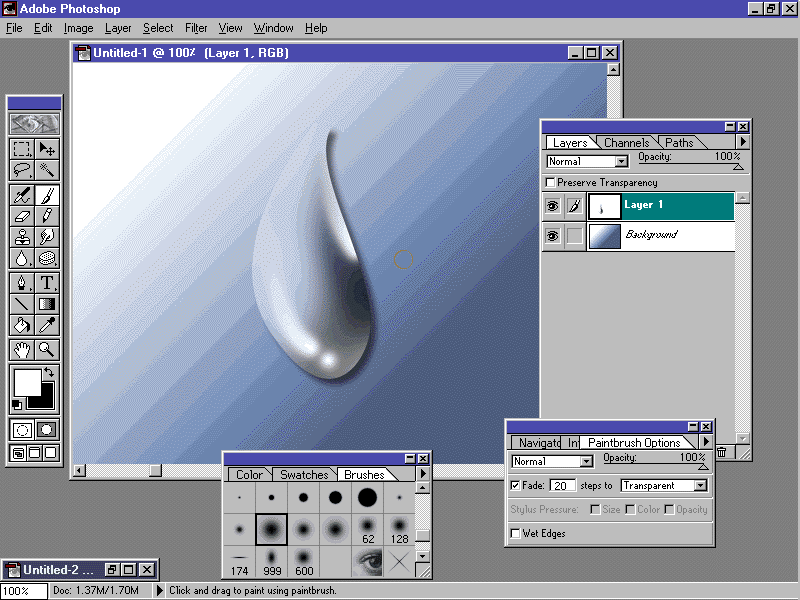 Adobe Photoshop
File Edit Image Layer Select Filter View Window Help
Untitled-1 @ 100% (Layer 1, RGB)
Layers Channels Paths
Normal Opacity: 100%
Preserve Transparency
Layer 1
Background
T
Navigato In Paintbrush Options
Normal Opacity: 100%
Fade: 20 steps to Transparent
Stylus Pressure: Size Color Opacity
Wet Edges
Color Swatches Brushes
62 128
174 999 600
Untitled-2 ...
100% Doc: 1.37M/1.70M Click and drag to paint using paintbrush.